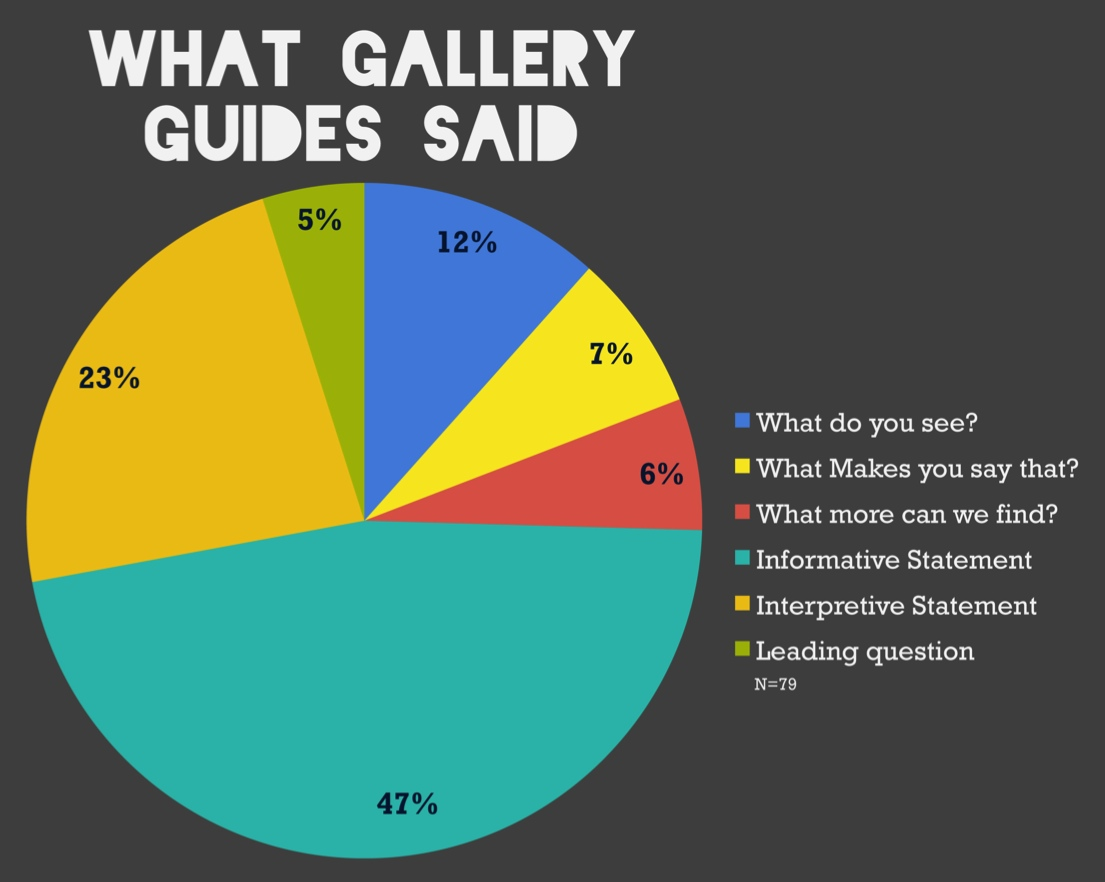 WHAT GALLERY
GUIDES SAID
5%
12%
7%
23%
6%
47%
What do you see?
What Makes you say that?
What more can we find?
Informative Statement
Interpretive Statement
Leading question
N=79